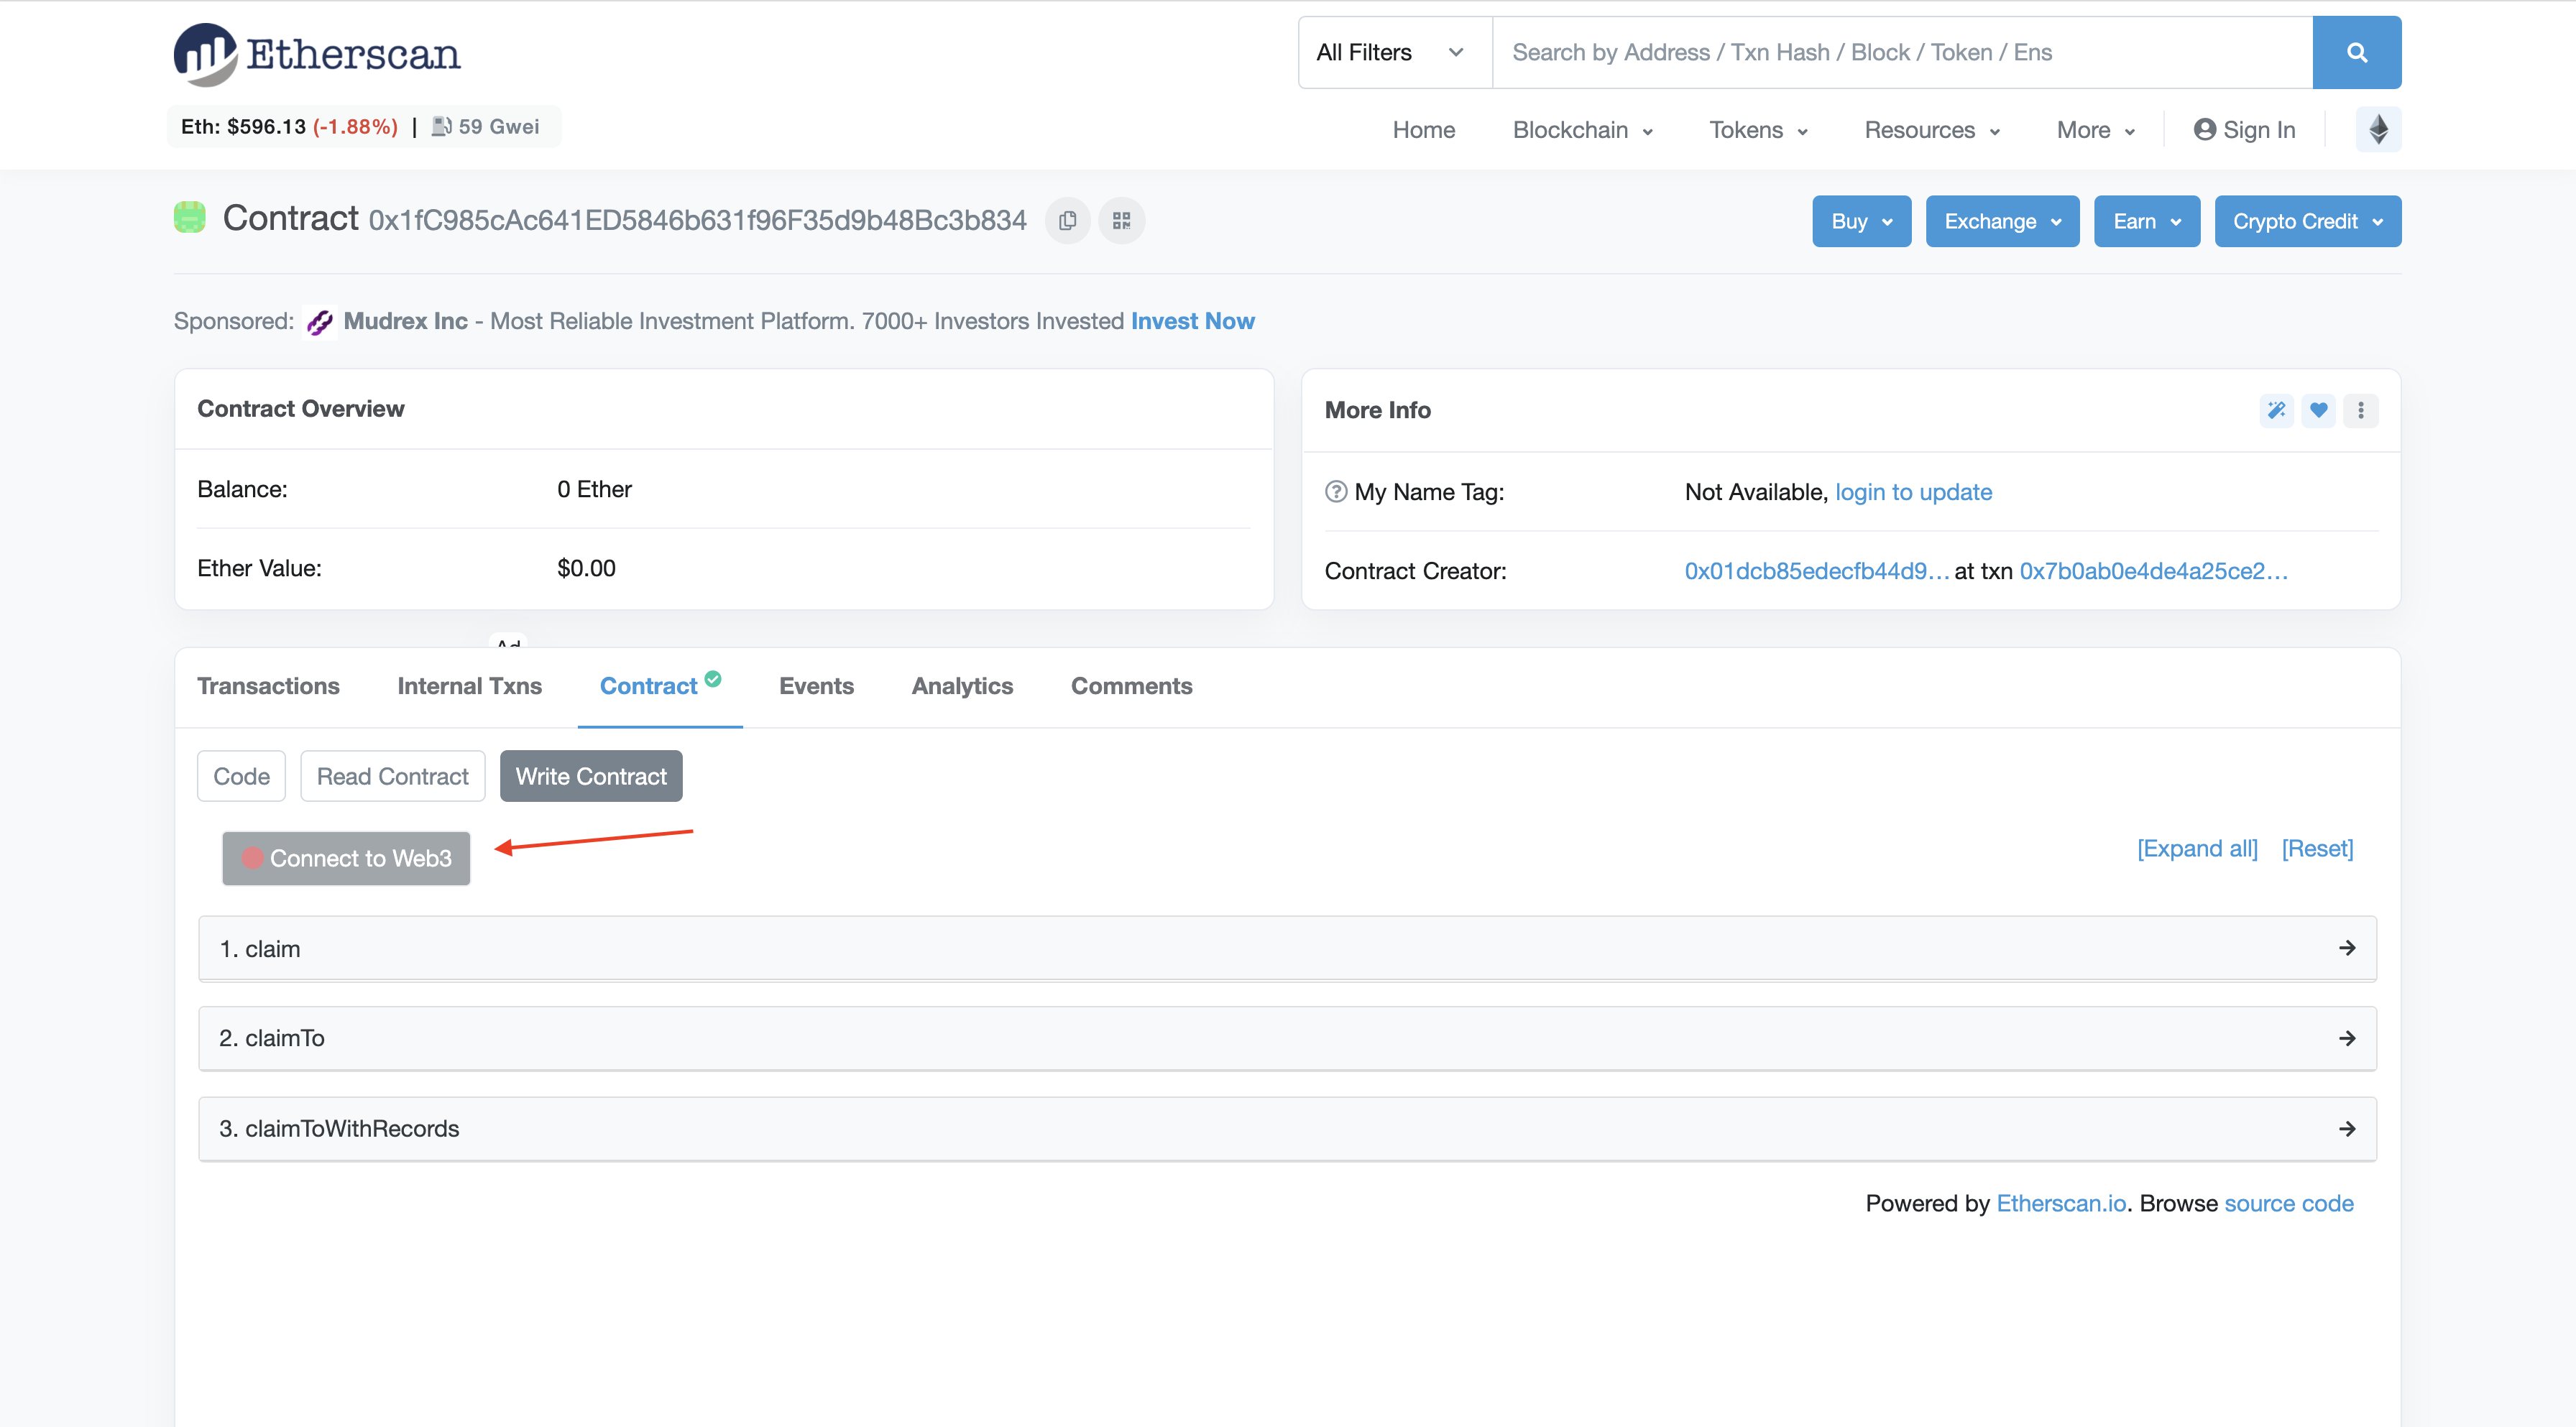 Etherscan
All Filters
Search by Address / Txn Hash / Block / Token / Ens
Eth: $596.13 (-1.88%) | 59 Gwei
Home Blockchain Tokens Resources More Sign In
Contract 0x1fC985cAc641ED5846b631f96F35d9b48Bc3b834
Buy Exchange Earn Crypto Credit
Sponsored: Mudrex Inc - Most Reliable Investment Platform. 7000+ Investors Invested Invest Now
Contract Overview
Balance: 0 Ether
Ether Value: $0.00
More Info
My Name Tag: Not Available, login to update
Contract Creator: 0x01dcb85edecfb44d9... at txn 0x7b0ab0e4de4a25ce2...
Ad
Transactions Internal Txns Contract Events Analytics Comments
Code Read Contract Write Contract
Connect to Web3
[Expand all] [Reset]
1. claim
2. claimTo
3. claimToWithRecords
Powered by Etherscan.io. Browse source code